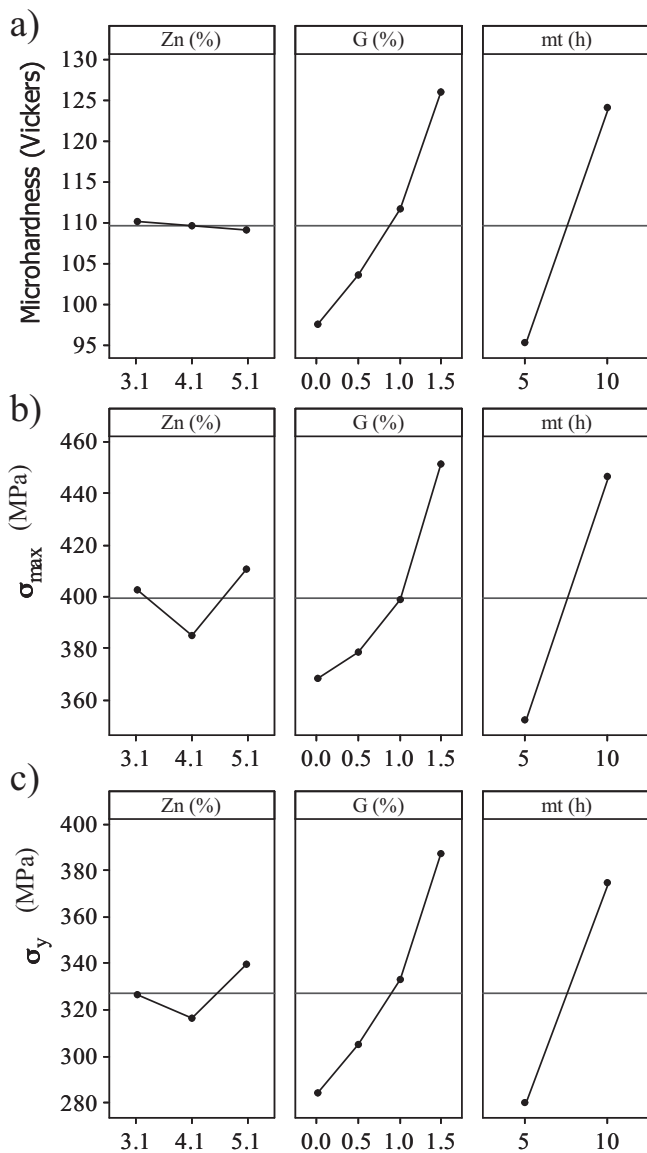 a)
Zn (%) G (%) mt (h)
Microhardness (Vickers)
130
125
120
115
110
105
100
95
3.1 4.1 5.1 0.0 0.5 1.0 1.5 5 10
b)
Zn (%) G (%) mt (h)
σmax (MPa)
460
440
420
400
380
360
3.1 4.1 5.1 0.0 0.5 1.0 1.5 5 10
c)
Zn (%) G (%) mt (h)
σy (MPa)
400
380
360
340
320
300
280
3.1 4.1 5.1 0.0 0.5 1.0 1.5 5 10